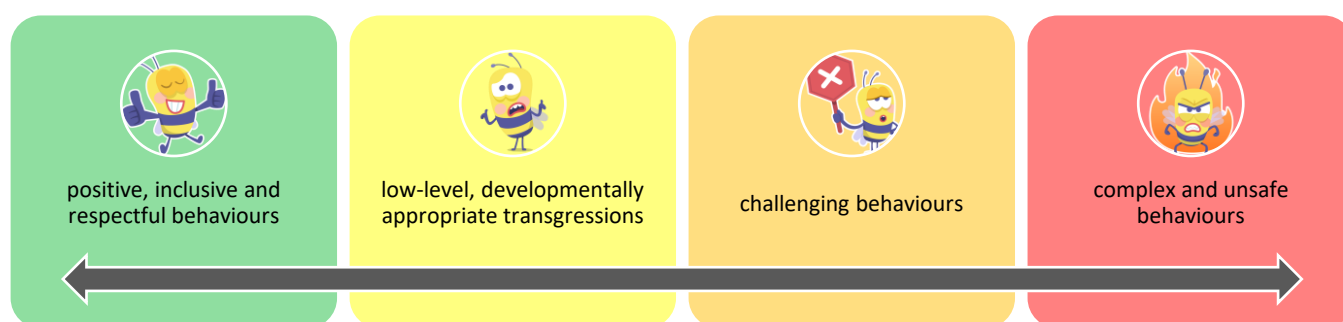 positive, inclusive and
respectful behaviours
low-level, developmentally
appropriate transgressions
challenging behaviours
complex and unsafe
behaviours